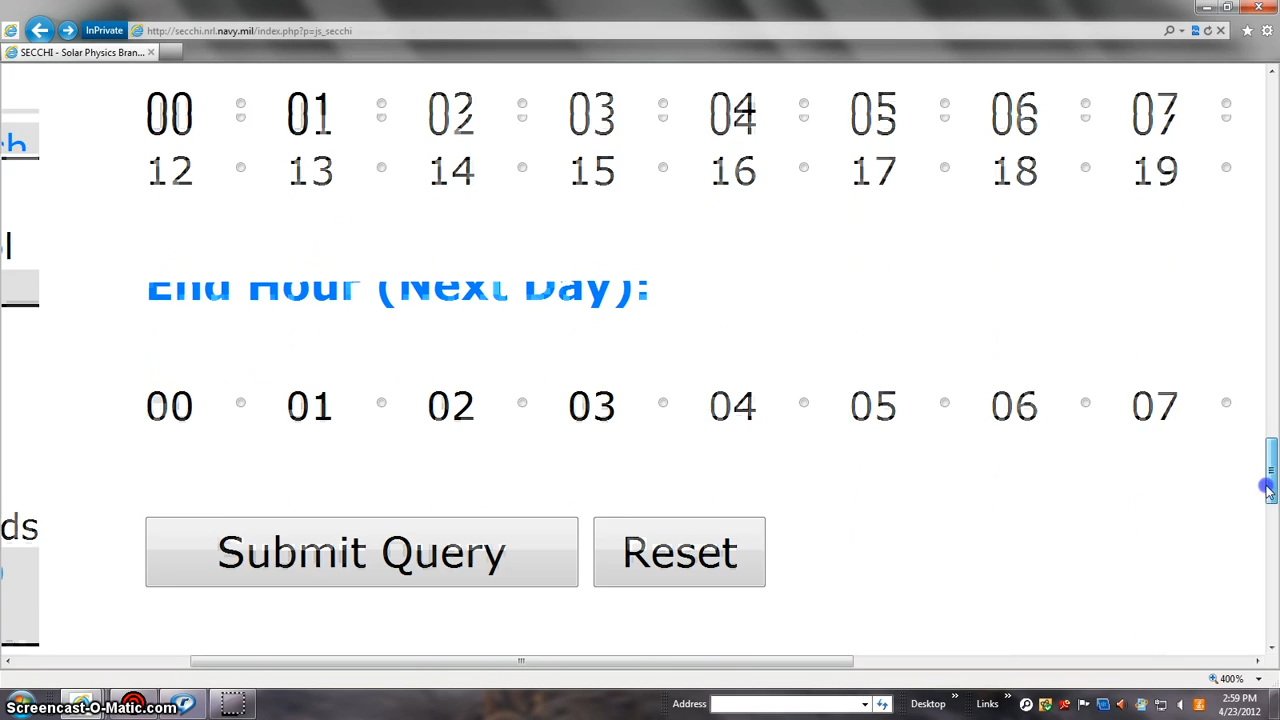 InPrivate
http://secchi.nrl.navy.mil/index.php?p=js_secchi
SECCHI - Solar Physics Bran...
00 01 02 03 04 05 06 07
12 13 14 15 16 17 18 19
End Hour (Next Day):
00 01 02 03 04 05 06 07
Submit Query
Reset
400%
Address
Desktop
Links
2:59 PM
4/23/2012
Screencast-O-Matic.com